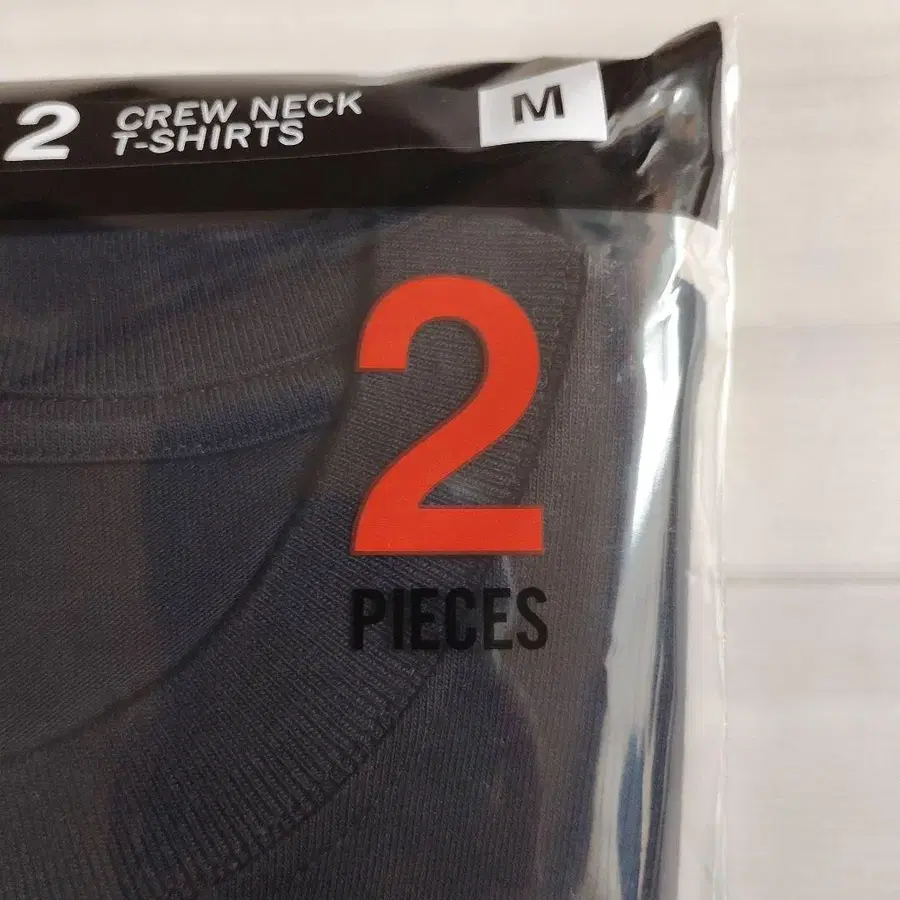 2 CREW NECK
T-SHIRTS
M
2
PIECES